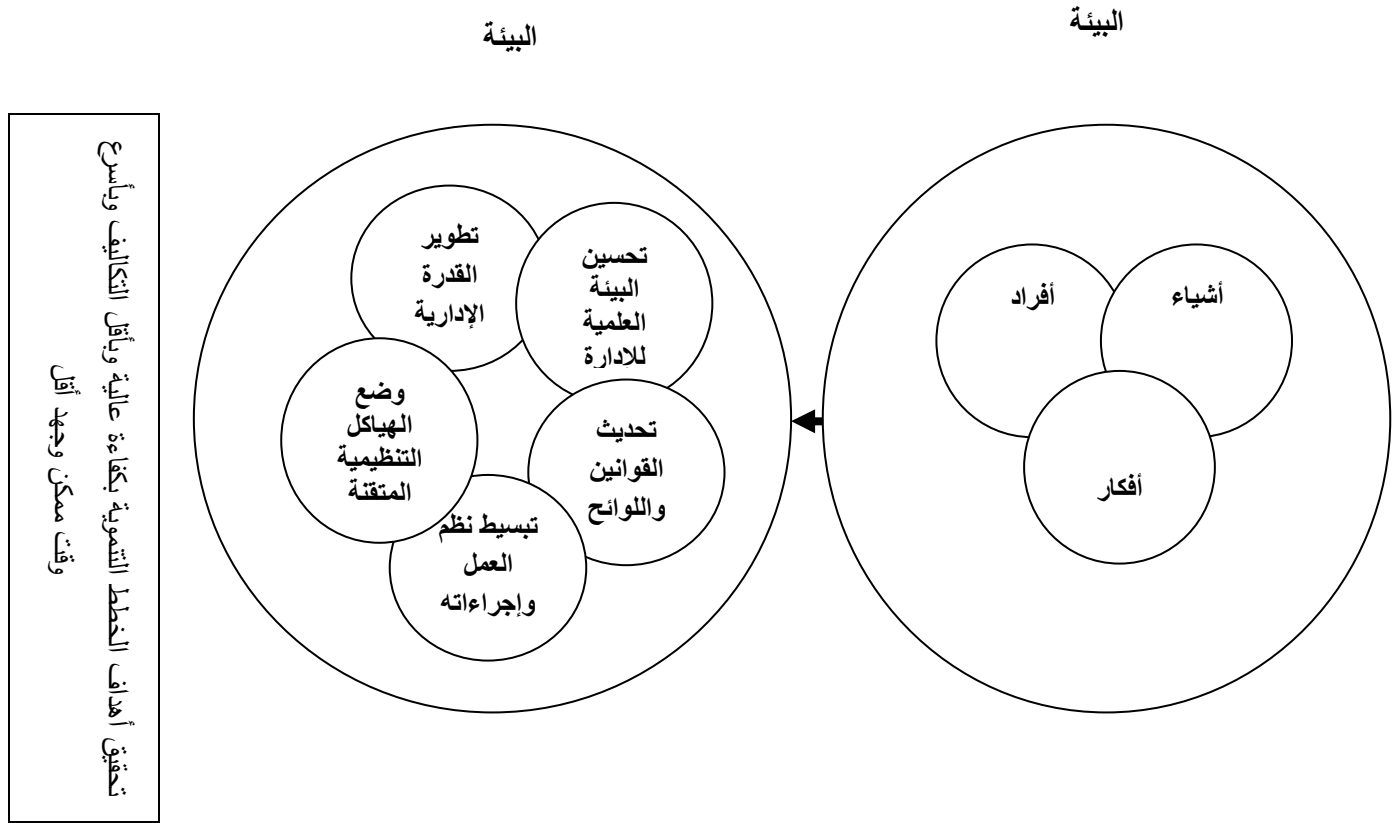 البيئة
البيئة
أشياء
أفراد
أفكار
تحسين
البيئة
العلمية
للادارة
تطوير
القدرة
الإدارية
وضع
الهياكل
التنظيمية
المتقنة
تحديث
القوانين
واللوائح
تبسيط نظم
العمل
وإجراءاته
تحقيق أهداف الخطط التنموية بكفاءة عالية وبأقل التكاليف وبأسرع
وقت ممكن وجهد أقل